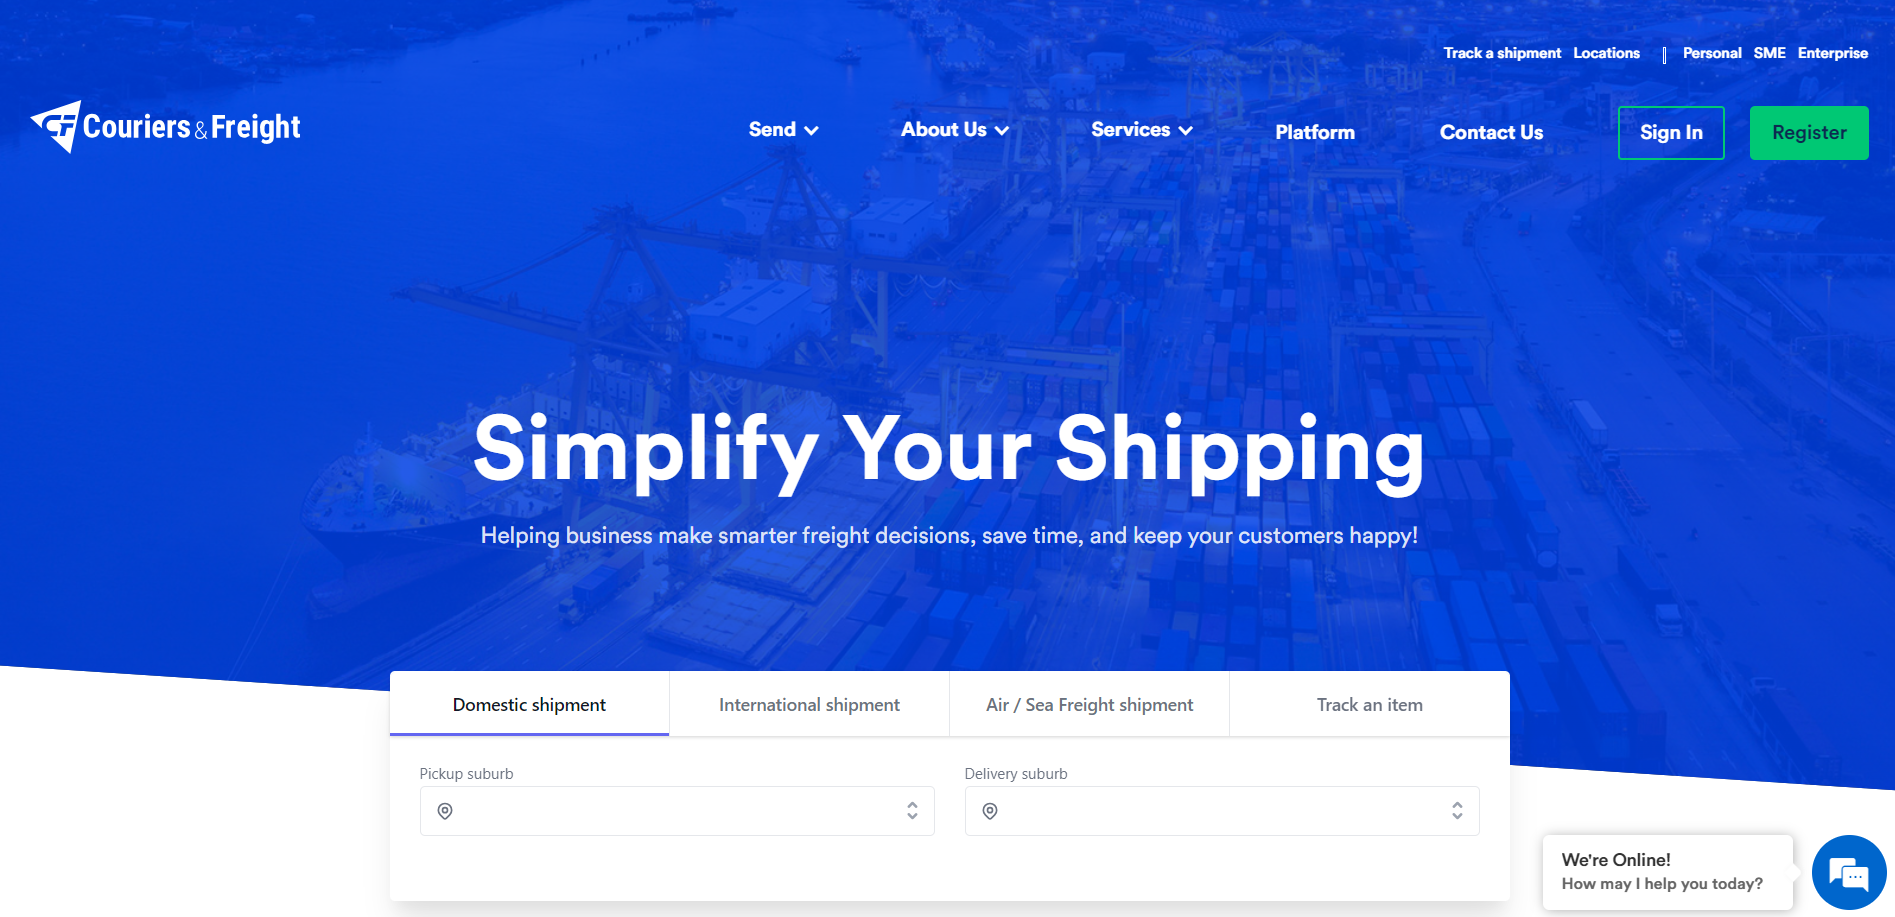 Track a shipment Locations | Personal SME Enterprise
CF Couriers & Freight
Send About Us Services Platform Contact Us Sign In Register
Simplify Your Shipping
Helping business make smarter freight decisions, save time, and keep your customers happy!
Domestic shipment International shipment Air / Sea Freight shipment Track an item
Pickup suburb Delivery suburb
We're Online!
How may I help you today?